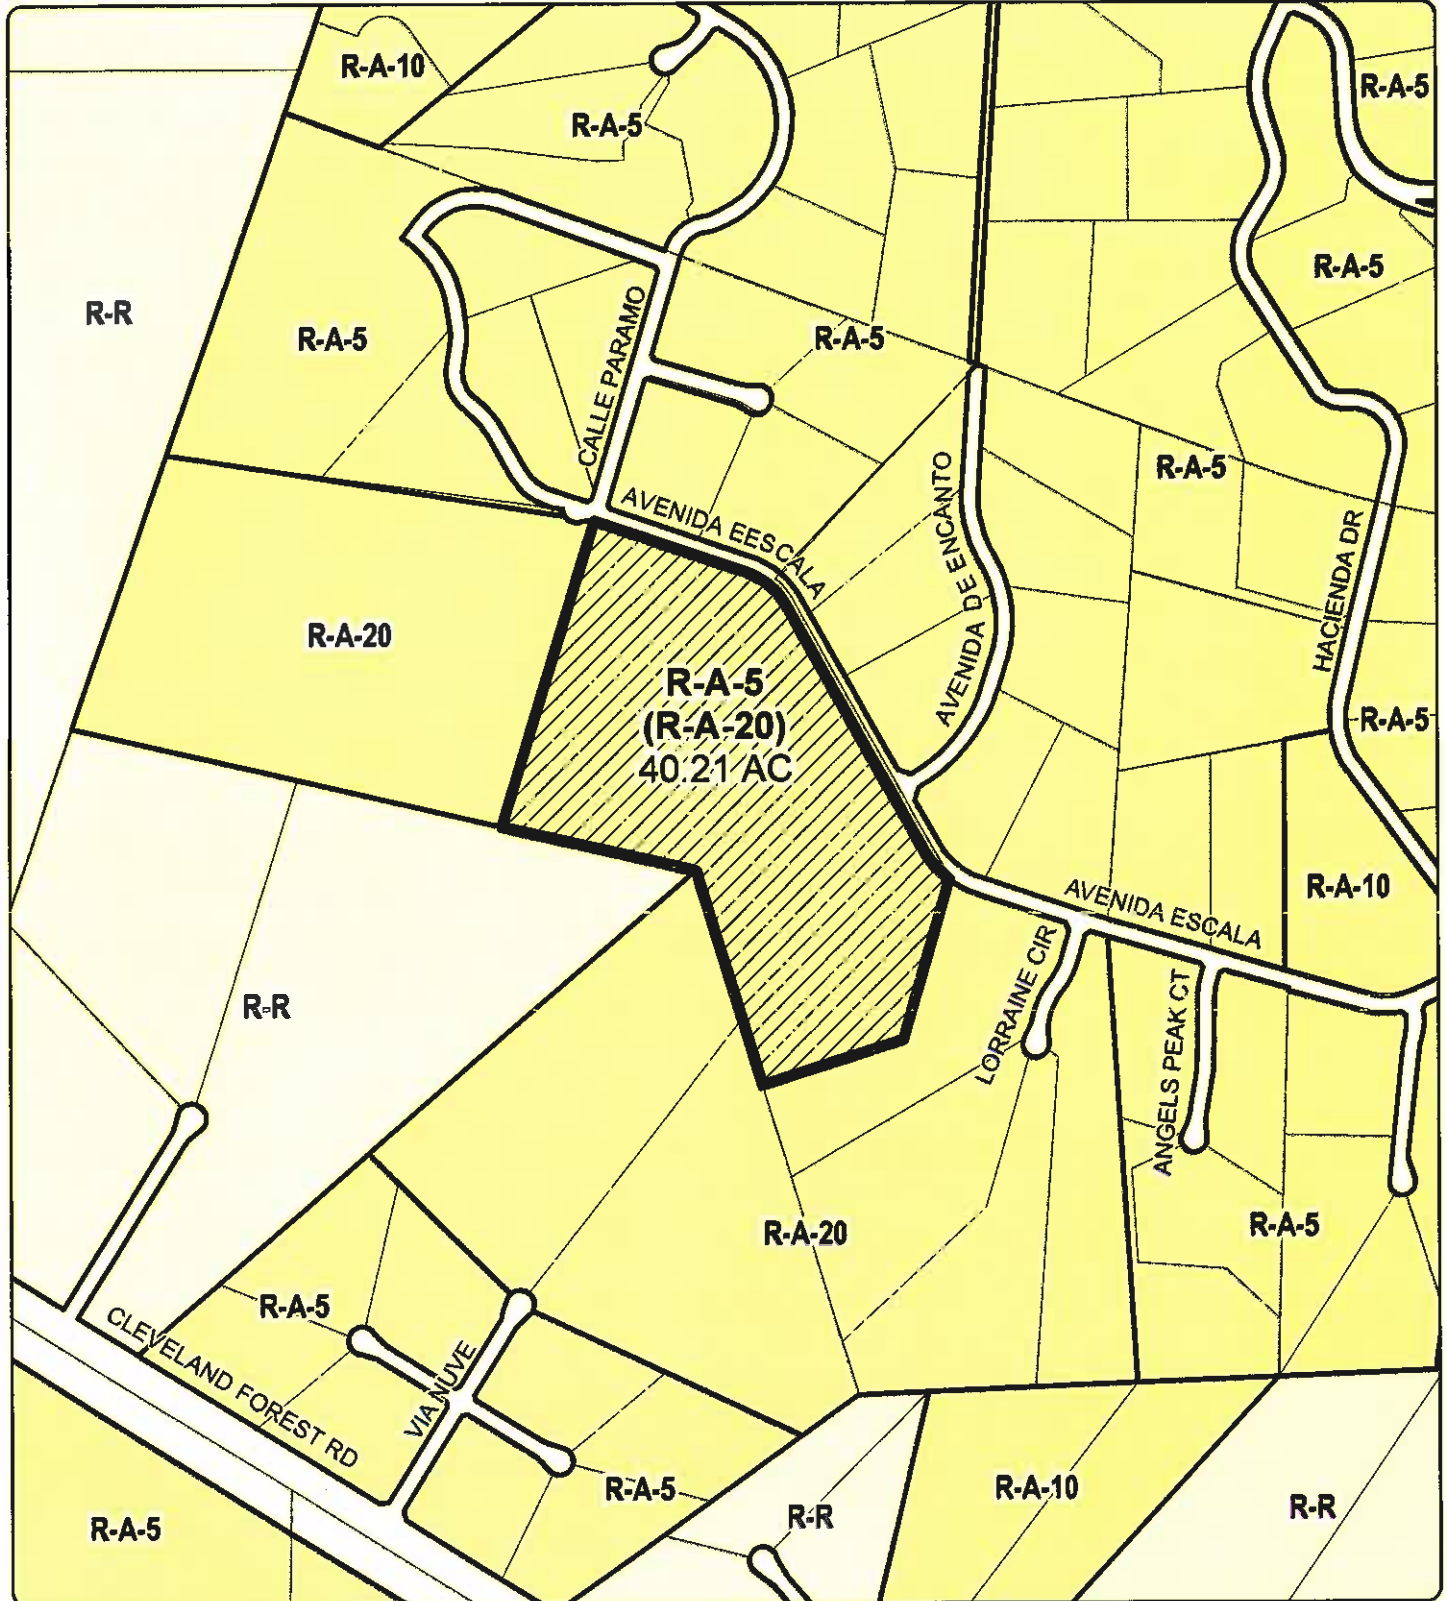 R-A-10
R-A-5
R-A-5
R-A-5
R-R
R-A-5
R-A-5
CALLE PARAMO
R-A-5
AVENIDA EESCALA
AVENIDA DE ENCANTO
HACIENDA DR
R-A-20
R-A-5
(R-A-20)
40.21 AC
R-A-5
R-A-10
AVENIDA ESCALA
R-R
LORRAINE CIR
ANGELS PEAK CT
R-A-20
R-A-5
R-A-5
CLEVELAND FOREST RD
VIA NUVE
R-A-5
R-A-10
R-R
R-R
R-A-5